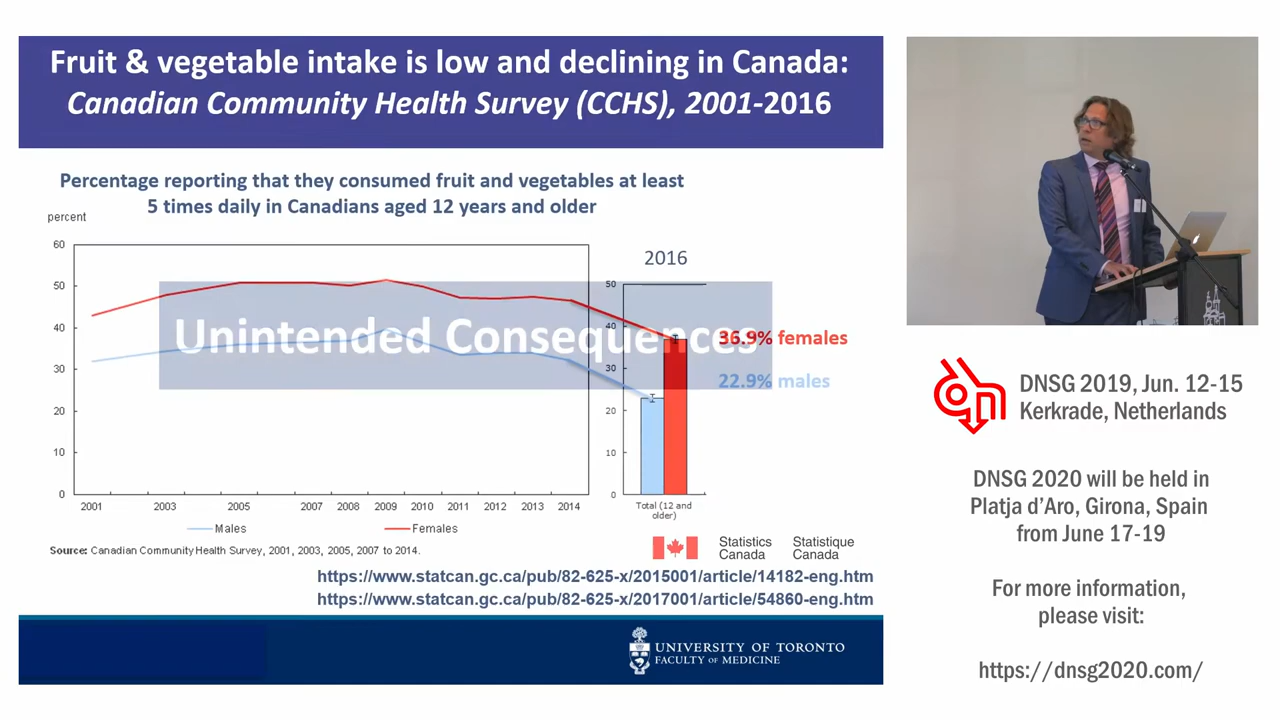 Fruit & vegetable intake is low and declining in Canada:
Canadian Community Health Survey (CCHS), 2001-2016
Percentage reporting that they consumed fruit and vegetables at least
5 times daily in Canadians aged 12 years and older
percent
60
50
40
30
20
10
0
2001 2003 2005 2007 2008 2009 2010 2011 2012 2013 2014
Males Females
Unintended Consequences
2016
50
40
30
20
10
0
Total (12 and
older)
36.9% females
22.9% males
Source: Canadian Community Health Survey, 2001, 2003, 2005, 2007 to 2014.
Statistics Statistique
Canada Canada
https://www.statcan.gc.ca/pub/82-625-x/2015001/article/14182-eng.htm
https://www.statcan.gc.ca/pub/82-625-x/2017001/article/54860-eng.htm
UNIVERSITY OF TORONTO
FACULTY OF MEDICINE
DNSG 2019, Jun. 12-15
Kerkrade, Netherlands
DNSG 2020 will be held in
Platja d’Aro, Girona, Spain
from June 17-19
For more information,
please visit:
https://dnsg2020.com/